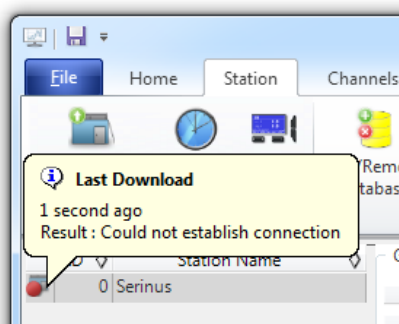 File Home Station Channels
Last Download
1 second ago
Result : Could not establish connection
Station Name
0 Serinus